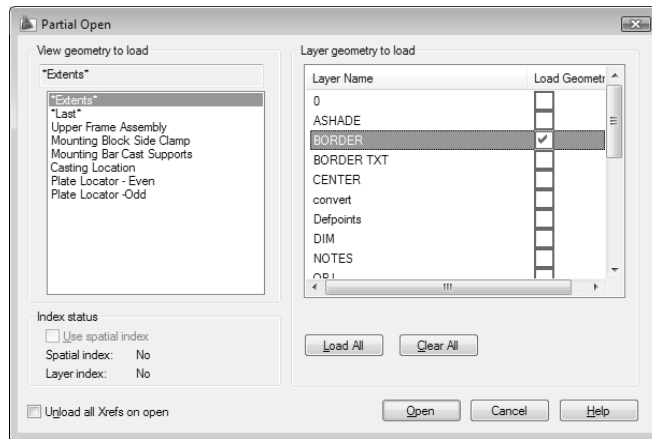 Partial Open
View geometry to load
*Extents*
*Extents*
*Last*
Upper Frame Assembly
Mounting Block Side Clamp
Mounting Bar Cast Supports
Casting Location
Plate Locator - Even
Plate Locator -Odd
Index status
Use spatial index
Spatial index: No
Layer index: No
Unload all Xrefs on open
Layer geometry to load
Layer Name Load Geometr
0
ASHADE
BORDER
BORDER TXT
CENTER
convert
Defpoints
DIM
NOTES
Load All Clear All
Open Cancel Help